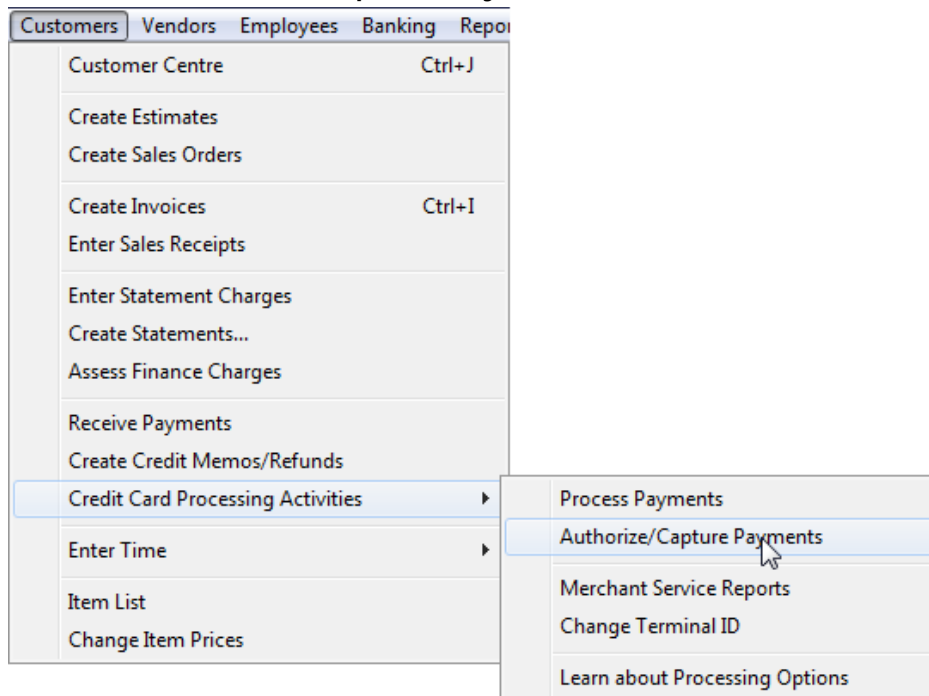 Customers Vendors Employees Banking
Customer Centre Ctrl+J
Create Estimates
Create Sales Orders
Create Invoices Ctrl+I
Enter Sales Receipts
Enter Statement Charges
Create Statements...
Assess Finance Charges
Receive Payments
Create Credit Memos/Refunds
Credit Card Processing Activities
Enter Time
Item List
Change Item Prices
Process Payments
Authorize/Capture Payments
Merchant Service Reports
Change Terminal ID
Learn about Processing Options